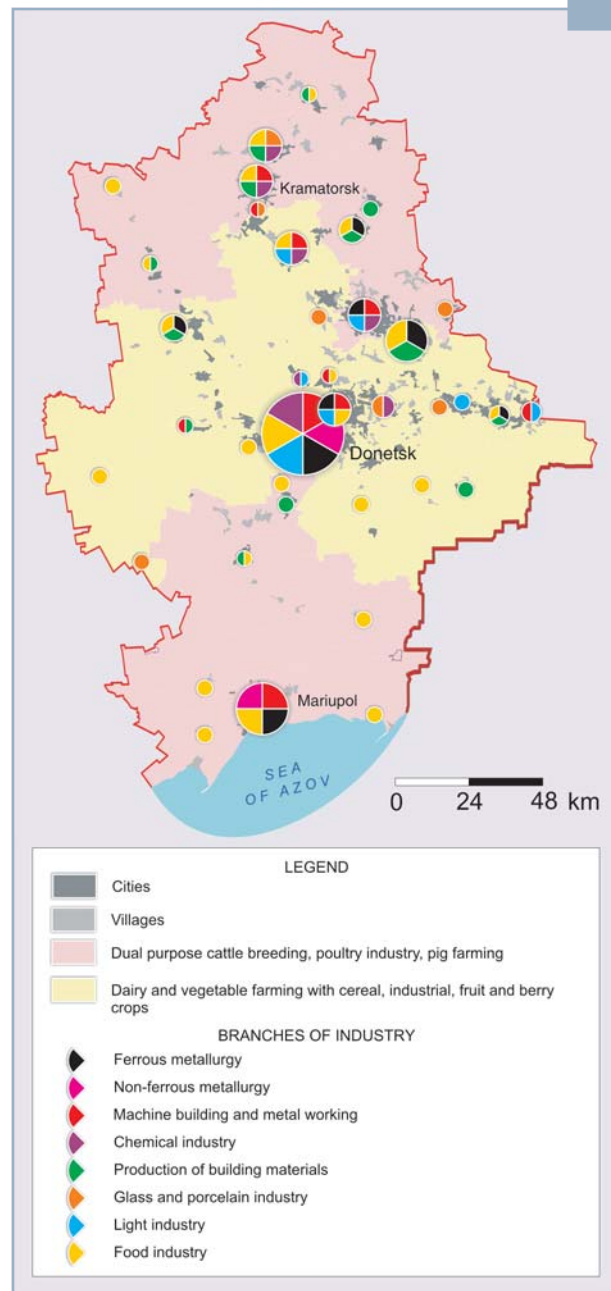 Kramatorsk
Donetsk
Mariupol
SEA
OF AZOV
0 24 48 km
LEGEND
Cities
Villages
Dual purpose cattle breeding, poultry industry, pig farming
Dairy and vegetable farming with cereal, industrial, fruit and berry
crops
BRANCHES OF INDUSTRY
Ferrous metallurgy
Non-ferrous metallurgy
Machine building and metal working
Chemical industry
Production of building materials
Glass and porcelain industry
Light industry
Food industry